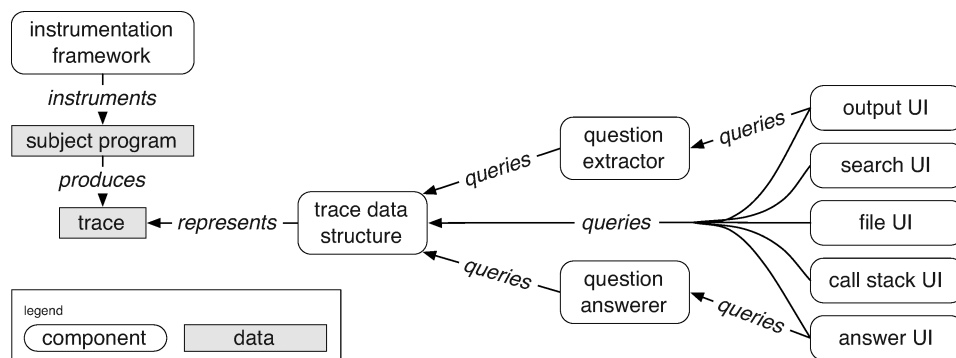 instrumentation
framework
instruments
subject program
produces
trace
represents
trace data
structure
queries
question
extractor
queries
queries
queries
question
answerer
queries
output UI
search UI
file UI
call stack UI
answer UI
legend
component
data